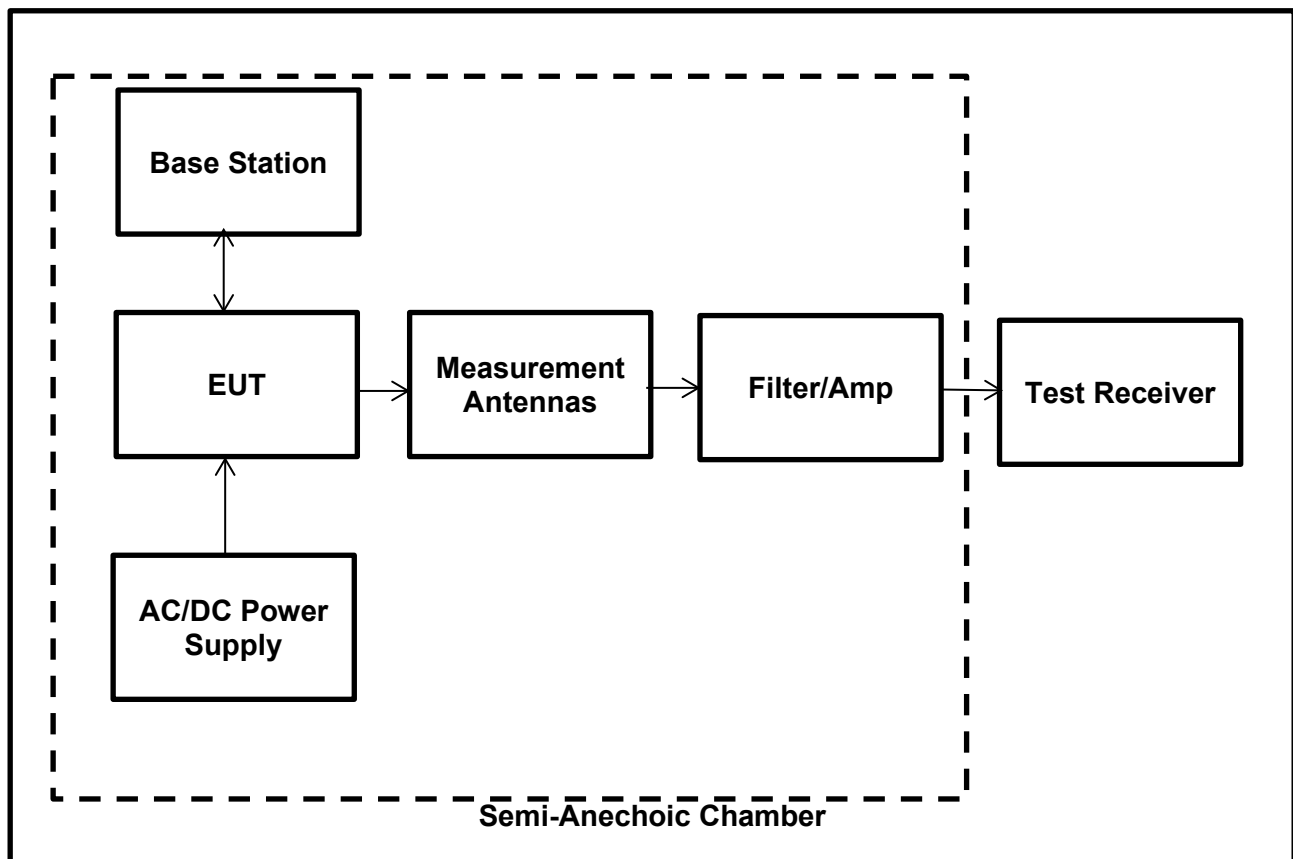 Base Station
EUT
Measurement
Antennas
Filter/Amp
Test Receiver
AC/DC Power
Supply
Semi-Anechoic Chamber